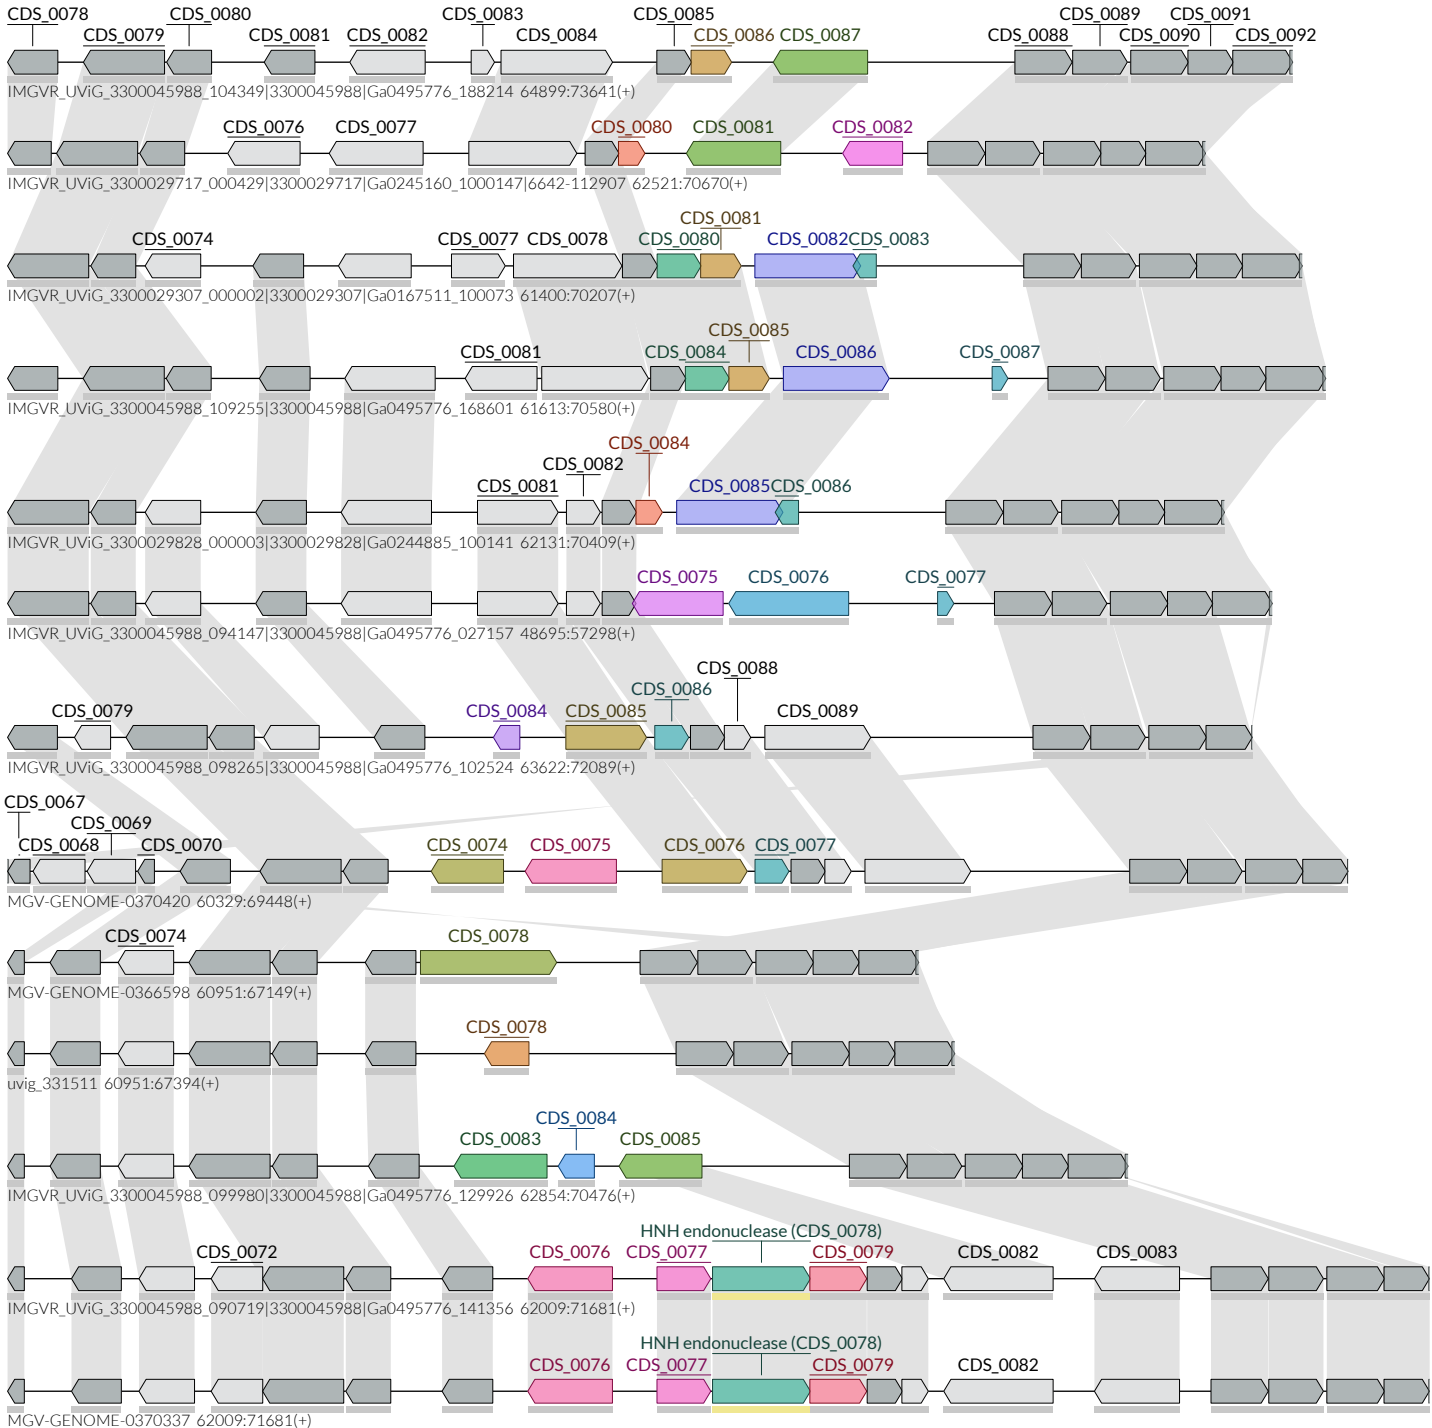 CDS_0078 CDS_0080 CDS_0083 CDS_0085 CDS_0089 CDS_0091
CDS_0079 CDS_0081 CDS_0082 CDS_0084 CDS_0086 CDS_0087 CDS_0088 CDS_0090 CDS_0092
IMGVR_UViG_3300045988_104349|3300045988|Ga0495776_188214 64899:73641(+)
CDS_0076 CDS_0077 CDS_0080 CDS_0081 CDS_0082
IMGVR_UViG_3300029717_000429|3300029717|Ga0245160_1000147|6642-112907 62521:70670(+)
CDS_0081
CDS_0074 CDS_0077 CDS_0078 CDS_0080 CDS_0082 CDS_0083
IMGVR_UViG_3300029307_000002|3300029307|Ga0167511_100073 61400:70207(+)
CDS_0085
CDS_0081 CDS_0084 CDS_0086 CDS_0087
IMGVR_UViG_3300045988_109255|3300045988|Ga0495776_168601 61613:70580(+)
CDS_0084
CDS_0082
CDS_0081 CDS_0085 CDS_0086
IMGVR_UViG_3300029828_000003|3300029828|Ga0244885_100141 62131:70409(+)
CDS_0075 CDS_0076 CDS_0077
IMGVR_UViG_3300045988_094147|3300045988|Ga0495776_027157 48695:57298(+)
CDS_0088
CDS_0086
CDS_0079 CDS_0084 CDS_0085 CDS_0089
IMGVR_UViG_3300045988_098265|3300045988|Ga0495776_102524 63622:72089(+)
CDS_0067
CDS_0069
CDS_0068 CDS_0070 CDS_0074 CDS_0075 CDS_0076 CDS_0077
MGV-GENOME-0370420 60329:69448(+)
CDS_0074 CDS_0078
MGV-GENOME-0366598 60951:67149(+)
CDS_0078
uvig_331511 60951:67394(+)
CDS_0084
CDS_0083 CDS_0085
IMGVR_UViG_3300045988_099980|3300045988|Ga0495776_129926 62854:70476(+)
HNH endonuclease (CDS_0078)
CDS_0072 CDS_0076 CDS_0077 CDS_0079 CDS_0082 CDS_0083
IMGVR_UViG_3300045988_090719|3300045988|Ga0495776_141356 62009:71681(+)
HNH endonuclease (CDS_0078)
CDS_0076 CDS_0077 CDS_0079 CDS_0082
MGV-GENOME-0370337 62009:71681(+)